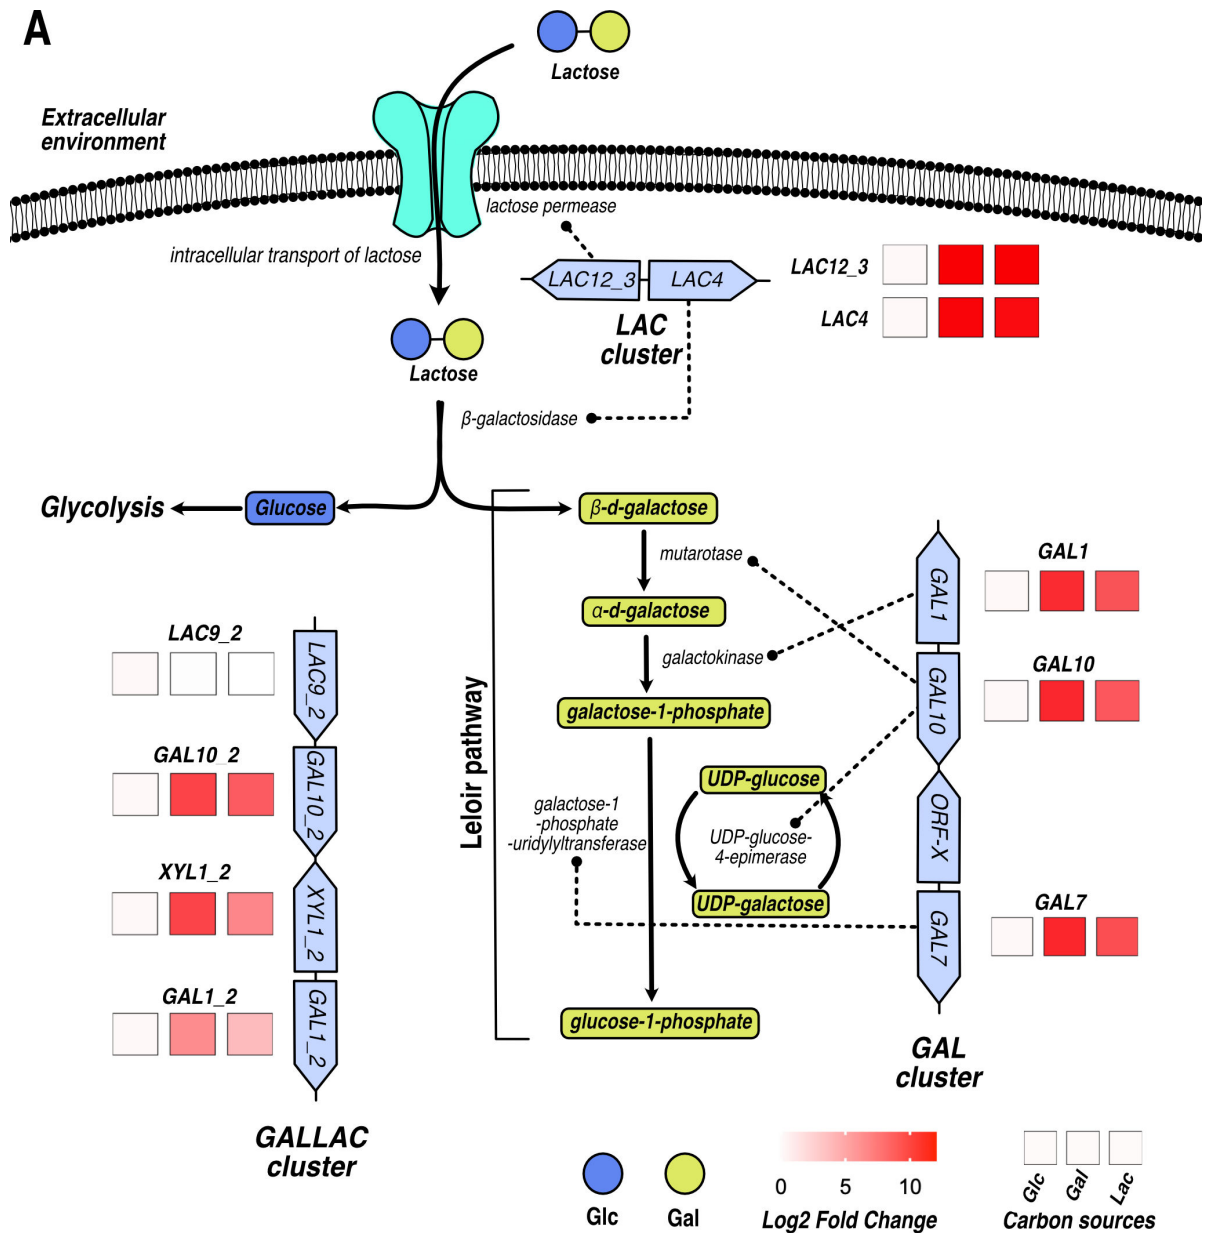 A
Lactose
Extracellular
environment
lactose permease
intracellular transport of lactose
LAC12_3
LAC4
LAC
cluster
LAC12_3
LAC4
Lactose
β-galactosidase
Glycolysis
Glucose
β-d-galactose
mutarotase
α-d-galactose
galactokinase
galactose-1-phosphate
Leloir pathway
UDP-glucose
galactose-1
-phosphate
-uridylyltransferase
UDP-glucose-
4-epimerase
UDP-galactose
glucose-1-phosphate
GAL1
GAL10
ORF-X
GAL7
GAL
cluster
GAL1
GAL10
GAL7
LAC9_2
GAL10_2
XYL1_2
GAL1_2
LAC9_2
GAL10_2
XYL1_2
GAL1_2
GALLAC
cluster
Glc
Gal
0 5 10
Log2 Fold Change
Glc Gal Lac
Carbon sources